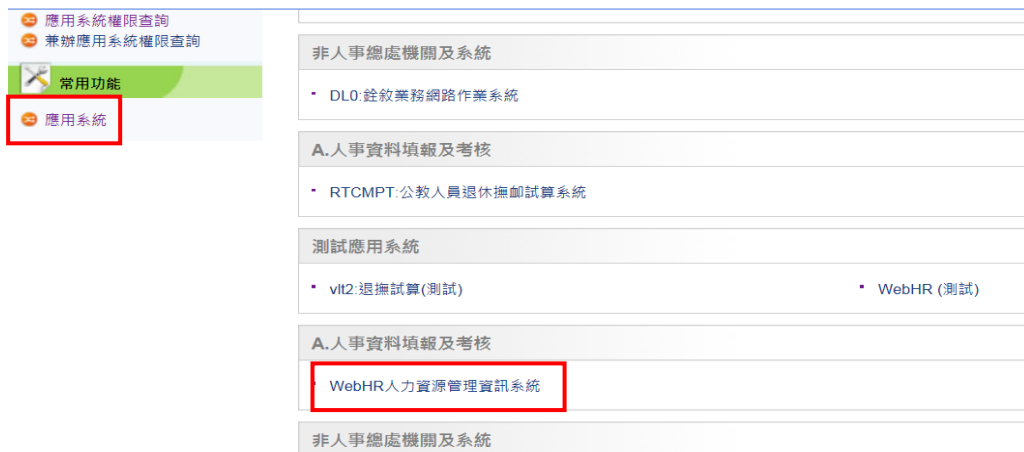 應用系統權限查詢
兼辦應用系統權限查詢
常用功能
應用系統
非人事總處機關及系統
DL0:銓敘業務網路作業系統
A.人事資料填報及考核
RTCMPT:公教人員退休撫卹試算系統
測試應用系統
vlt2:退撫試算(測試)
WebHR (測試)
A.人事資料填報及考核
WebHR人力資源管理資訊系統
非人事總處機關及系統